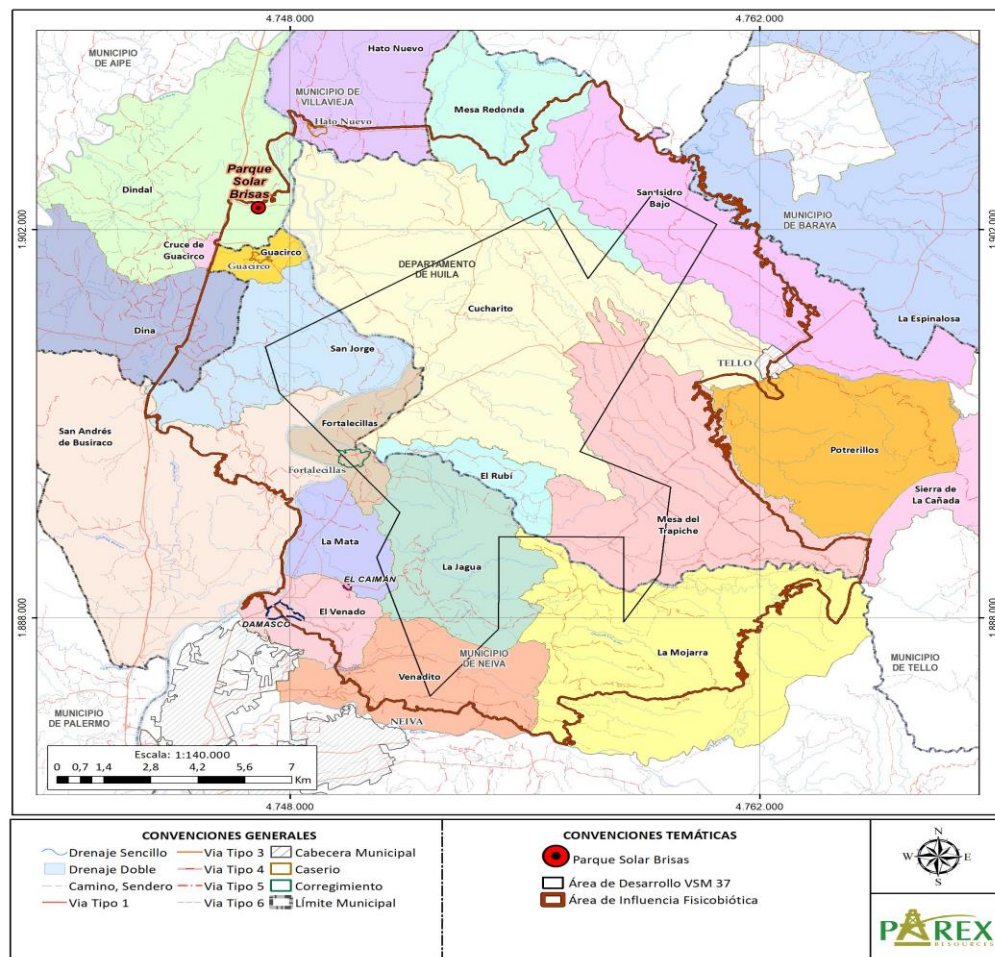 4.748.000
4.762.000
MUNICIPIO
DE AIPE
Hato Nuevo
MUNICIPIO DE
VILLAVIEJA
Hato Nuevo
Mesa Redonda
Parque
Solar
Brisas
Dindal
San Isidro
Bajo
MUNICIPIO
DE BARAYA
1.902.000
1.902.000
Cruce de
Guacirco
Guacirco
Guacirco
DEPARTAMENTO
DE HUILA
Cucharito
La Espinalosa
Dina
San Jorge
TELLO
San Andrés
de Busiraco
Fortalecillas
Fortalecillas
Potrerillos
El Rubí
Sierra de
La Cañada
Mesa del
Trapiche
La Mata
La Jagua
EL CAIMÁN
El Venado
DAMASCO
1.888.000
1.888.000
MUNICIPIO
DE NEIVA
La Mojarra
Venadito
MUNICIPIO
DE TELLO
MUNICIPIO
DE PALERMO
NEIVA
Escala: 1:140.000
0 0,7 1,4 2,8 4,2 5,6 7
Km
4.748.000
4.762.000
CONVENCIONES GENERALES
Drenaje Sencillo
Drenaje Doble
Camino, Sendero
Via Tipo 1
Via Tipo 3
Via Tipo 4
Via Tipo 5
Via Tipo 6
Cabecera Municipal
Caserio
Corregimiento
Límite Municipal
CONVENCIONES TEMÁTICAS
Parque Solar Brisas
Área de Desarrollo VSM 37
Área de Influencia Fisicobiótica
N
W E
S
PAREX
RESOURCES